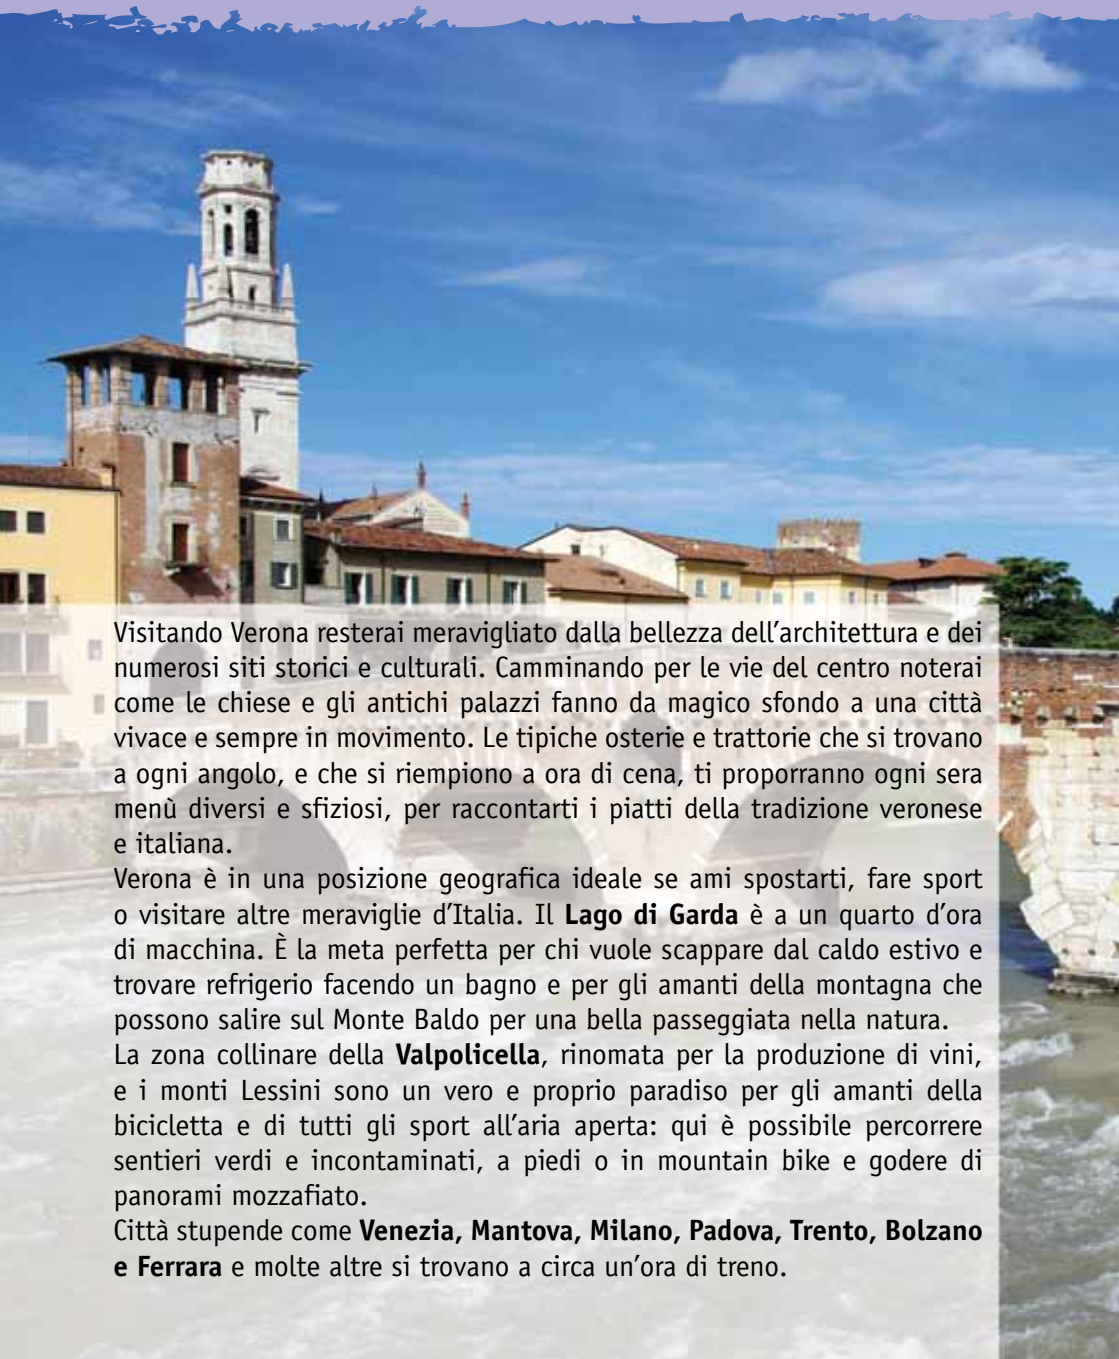 Visitando Verona resterai meravigliato dalla bellezza dell’architettura e dei
numerosi siti storici e culturali. Camminando per le vie del centro noterai
come le chiese e gli antichi palazzi fanno da magico sfondo a una città
vivace e sempre in movimento. Le tipiche osterie e trattorie che si trovano
a ogni angolo, e che si riempiono a ora di cena, ti proporranno ogni sera
menù diversi e sfiziosi, per raccontarti i piatti della tradizione veronese
e italiana.
Verona è in una posizione geografica ideale se ami spostarti, fare sport
o visitare altre meraviglie d’Italia. Il Lago di Garda è a un quarto d’ora
di macchina. È la meta perfetta per chi vuole scappare dal caldo estivo e
trovare refrigerio facendo un bagno e per gli amanti della montagna che
possono salire sul Monte Baldo per una bella passeggiata nella natura.
La zona collinare della Valpolicella, rinomata per la produzione di vini,
e i monti Lessini sono un vero e proprio paradiso per gli amanti della
bicicletta e di tutti gli sport all’aria aperta: qui è possibile percorrere
sentieri verdi e incontaminati, a piedi o in mountain bike e godere di
panorami mozzafiato.
Città stupende come Venezia, Mantova, Milano, Padova, Trento, Bolzano
e Ferrara e molte altre si trovano a circa un’ora di treno.